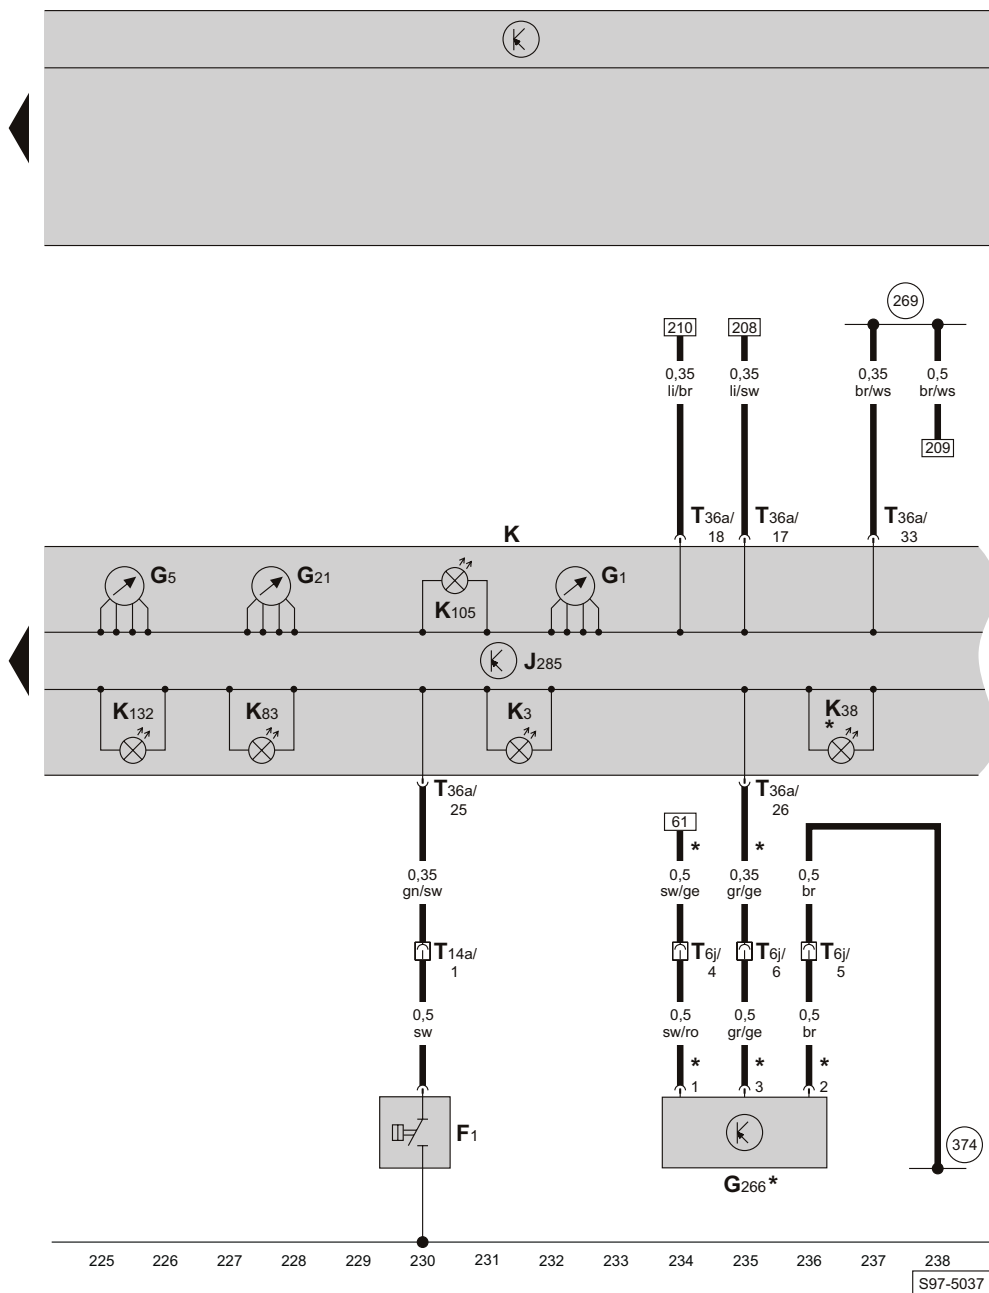 269
210 208
0,35 0,35 0,35 0,5
li/br li/sw br/ws br/ws
209
K T36a/ T36a/ T36a/
18 17 33
G5 G21 K105 G1
J285
K132 K83 K3 K38
*
T36a/ T36a/
25 26
61
* *
0,35 0,5 0,35 0,5
gn/sw sw/ge gr/ge br
T14a/ T6j/ T6j/ T6j/
1 4 6 5
0,5 0,5 0,5 0,5
sw sw/ro gr/ge br
* * *
1 3 2
F1
374
G266*
225 226 227 228 229 230 231 232 233 234 235 236 237 238
S97-5037